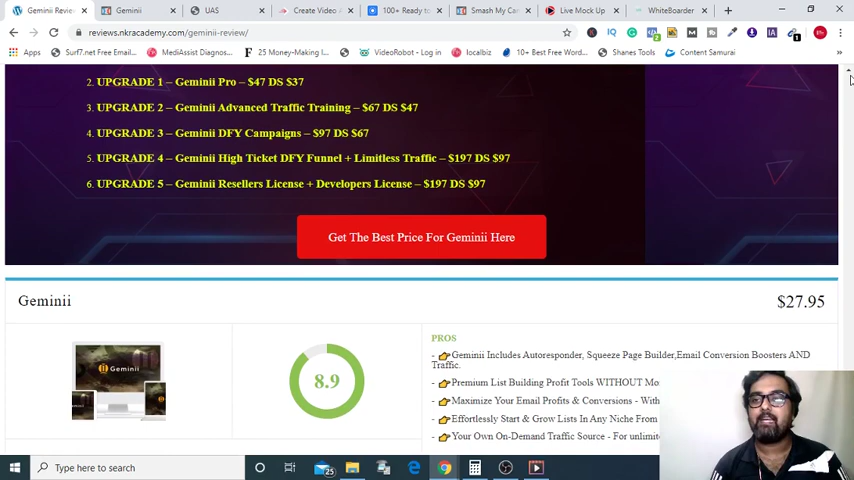 Geminii Revie
Geminii
UAS
Create Video A
100+ Ready to
Smash My Ca
Live Mock Up
WhiteBoarder
reviews.nkracademy.com/geminii-review/
Apps
Surf7.net Free Email...
MediAssist Diagnos...
25 Money-Making I...
VideoRobot - Log in
localbiz
10+ Best Free Word...
Shanes Tools
Content Samurai
2. UPGRADE 1 – Geminii Pro – $47 DS $37
3. UPGRADE 2 – Geminii Advanced Traffic Training – $67 DS $47
4. UPGRADE 3 – Geminii DFY Campaigns – $97 DS $67
5. UPGRADE 4 – Geminii High Ticket DFY Funnel + Limitless Traffic – $197 DS $97
6. UPGRADE 5 – Geminii Resellers License + Developers License – $197 DS $97
Get The Best Price For Geminii Here
Geminii
$27.95
Geminii
8.9
PROS
- Geminii Includes Autoresponder, Squeeze Page Builder,Email Conversion Boosters AND
Traffic.
- Premium List Building Profit Tools WITHOUT Mo
- Maximize Your Email Profits & Conversions - With
- Effortlessly Start & Grow Lists In Any Niche From
- Your Own On-Demand Traffic Source - For unlimite
Type here to search
25